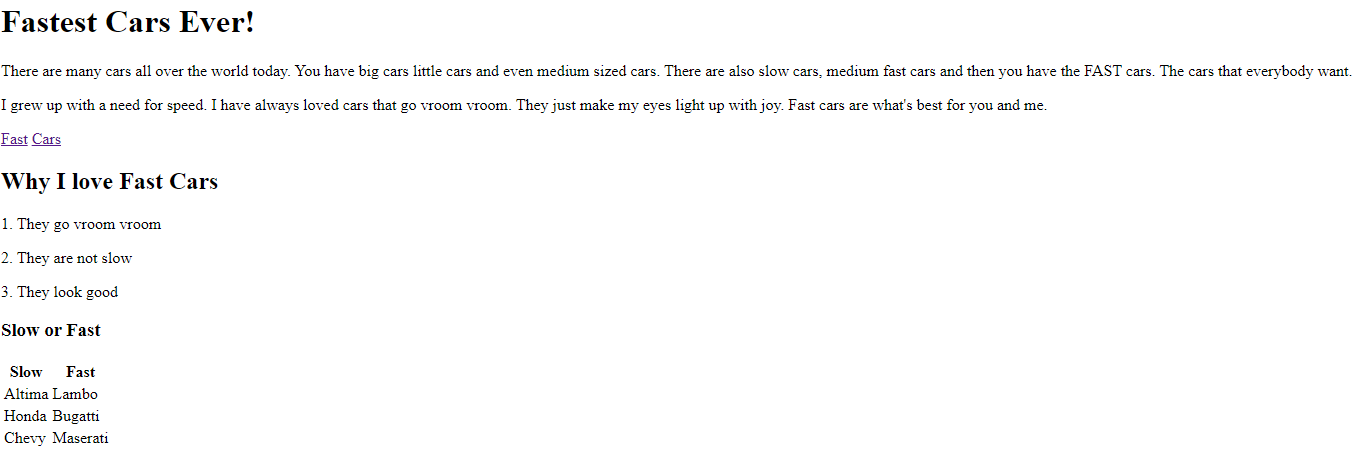 Fastest Cars Ever!
There are many cars all over the world today. You have big cars little cars and even medium sized cars. There are also slow cars, medium fast cars and then you have the FAST cars. The cars that everybody want.
I grew up with a need for speed. I have always loved cars that go vroom vroom. They just make my eyes light up with joy. Fast cars are what's best for you and me.
Fast Cars
Why I love Fast Cars
1. They go vroom vroom
2. They are not slow
3. They look good
Slow or Fast
Slow Fast
Altima Lambo
Honda Bugatti
Chevy Maserati